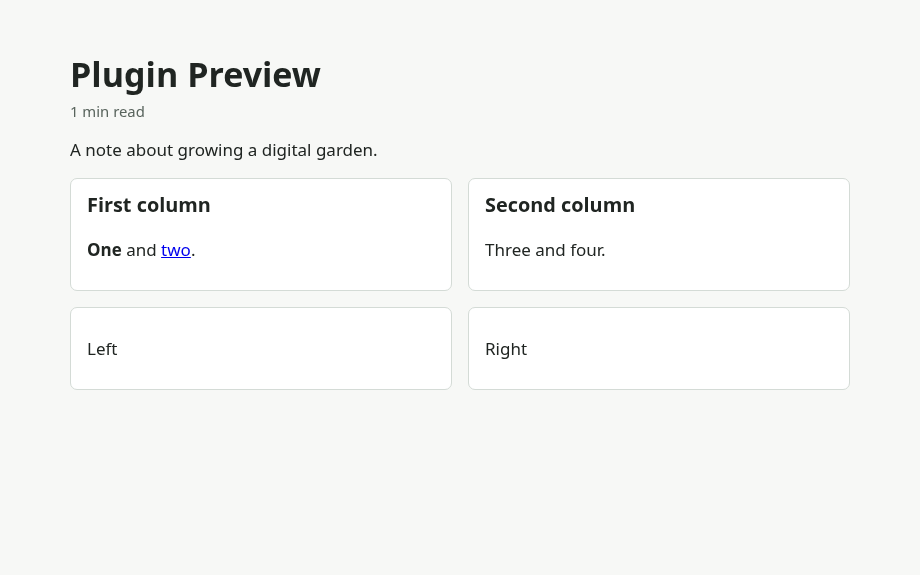 Plugin Preview
1 min read
A note about growing a digital garden.
First column
One and two.
Second column
Three and four.
Left
Right